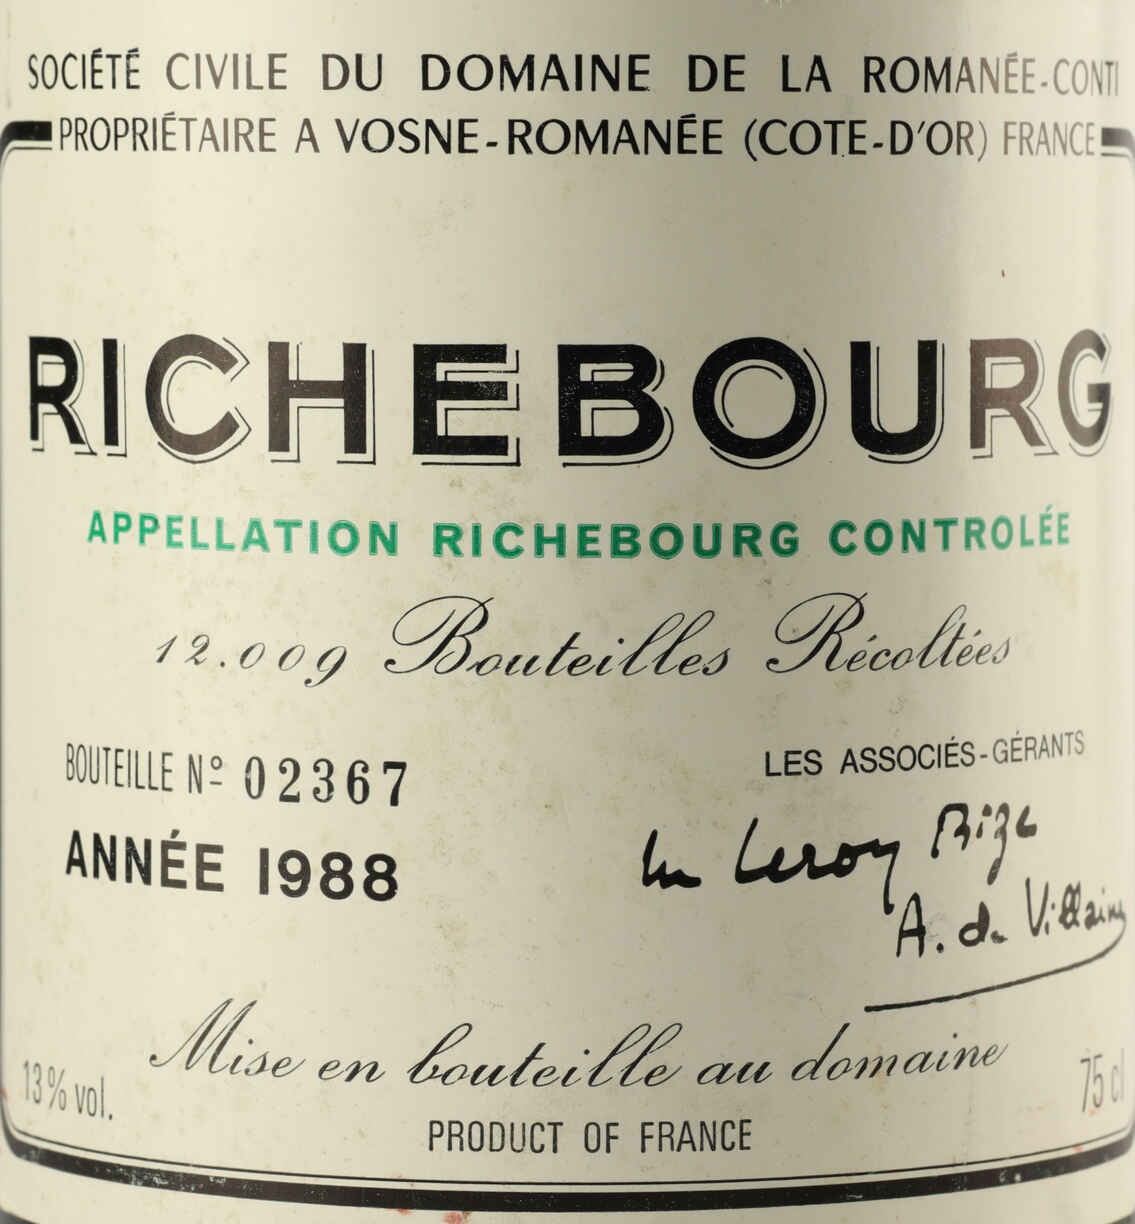 SOCIÉTÉ CIVILE DU DOMAINE DE LA ROMANÉE-CONTI
PROPRIÉTAIRE A VOSNE-ROMANÉE (COTE-D'OR) FRANCE
RICHEBOURG
APPELLATION RICHEBOURG CONTROLÉE
12.009 Bouteilles Récoltées
BOUTEILLE Nº 02367
LES ASSOCIÉS-GÉRANTS
ANNÉE 1988
Leroy Bize
A. de Villaine
Mise en bouteille au domaine
13% vol.
75 cl
PRODUCT OF FRANCE